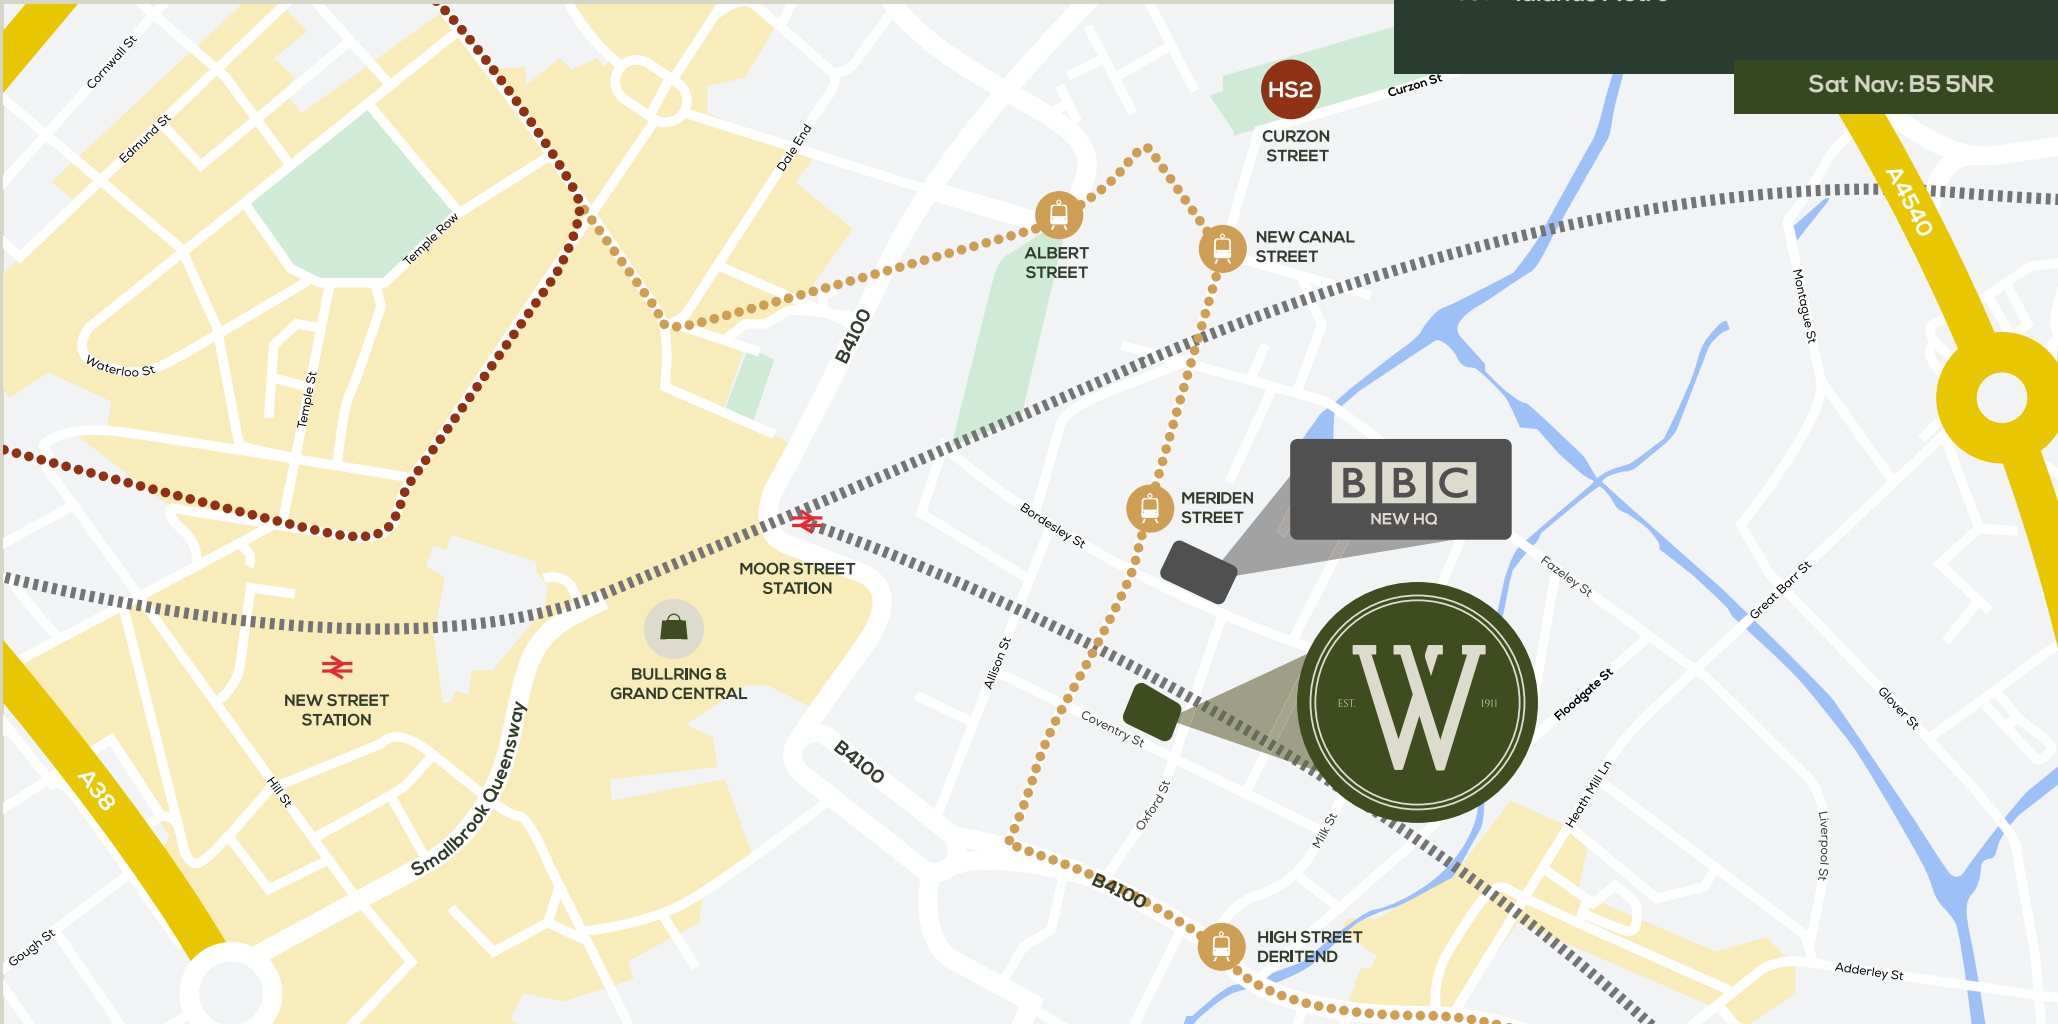 Sat Nav: B5 5NR
Cornwall St
Edmund St
Dale End
HS2
CURZON
STREET
Curzon St
A4540
Temple Row
ALBERT
STREET
NEW CANAL
STREET
Montague St
B4100
Waterloo St
Temple St
BBC
NEW HQ
MERIDEN
STREET
Bordesley St
MOOR STREET
STATION
Fazeley St
Great Barr St
BULLRING &
GRAND CENTRAL
NEW STREET
STATION
Allison St
Coventry St
EST.
W
1911
Floodgate St
Glover St
Smallbrook Queensway
B4100
A38
Hill St
Oxford St
Milk St
Heath Mill Ln
Liverpool St
B4100
Gough St
HIGH STREET
DERITEND
Adderley St